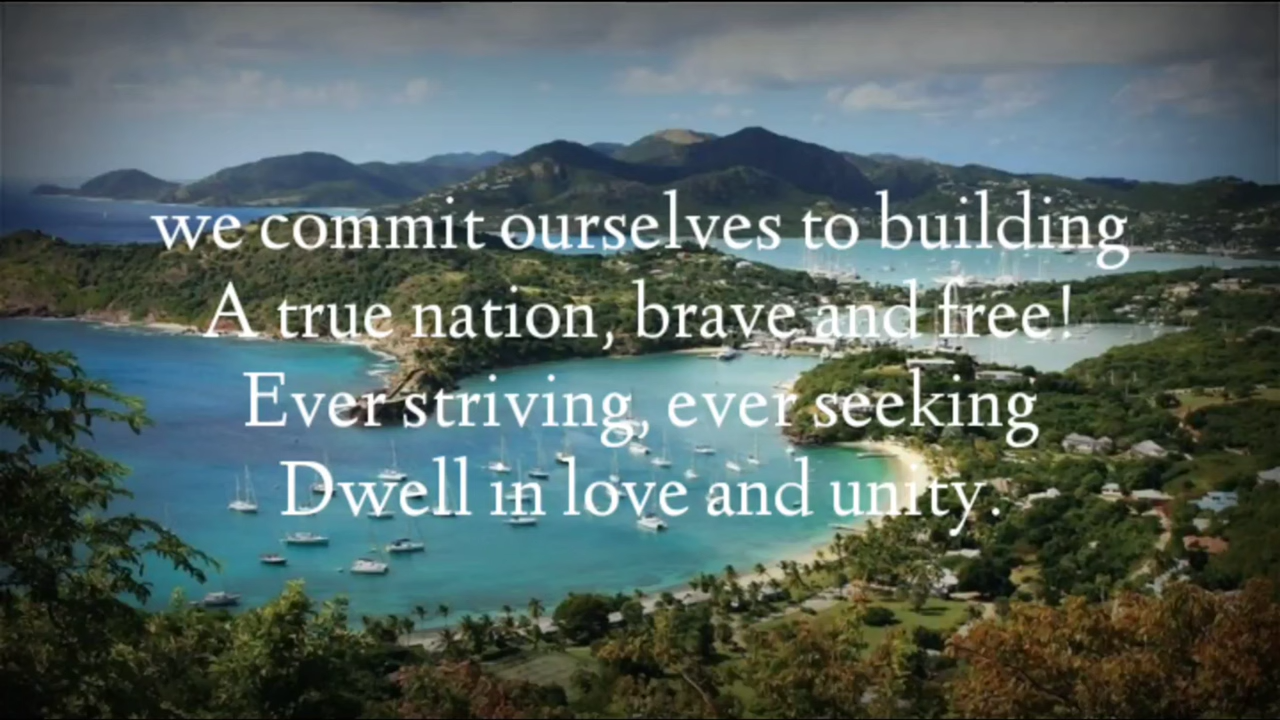 we commit ourselves to building
A true nation, brave and free!
Ever striving, ever seeking
Dwell in love and unity.